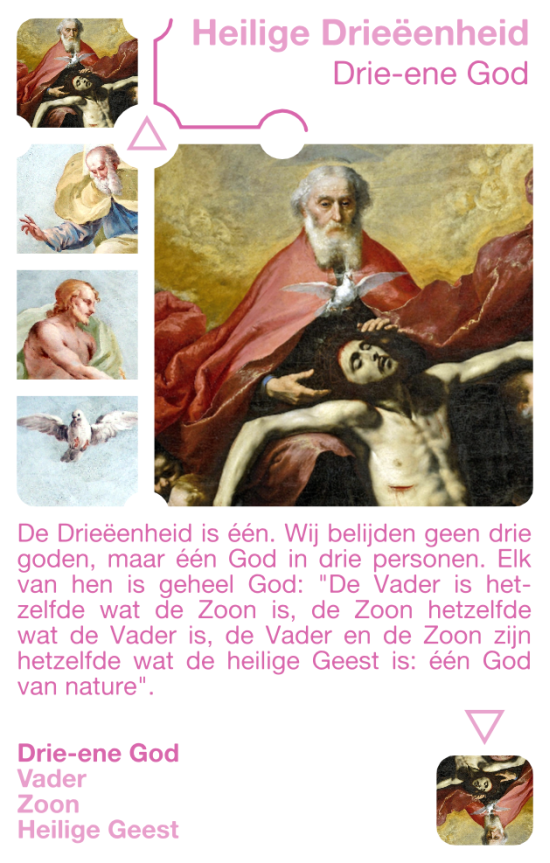 Heilige Drieëenheid
Drie-ene God
De Drieëenheid is één. Wij belijden geen drie
goden, maar één God in drie personen. Elk
van hen is geheel God: "De Vader is het-
zelfde wat de Zoon is, de Zoon hetzelfde
wat de Vader is, de Vader en de Zoon zijn
hetzelfde wat de heilige Geest is: één God
van nature".
Drie-ene God
Vader
Zoon
Heilige Geest